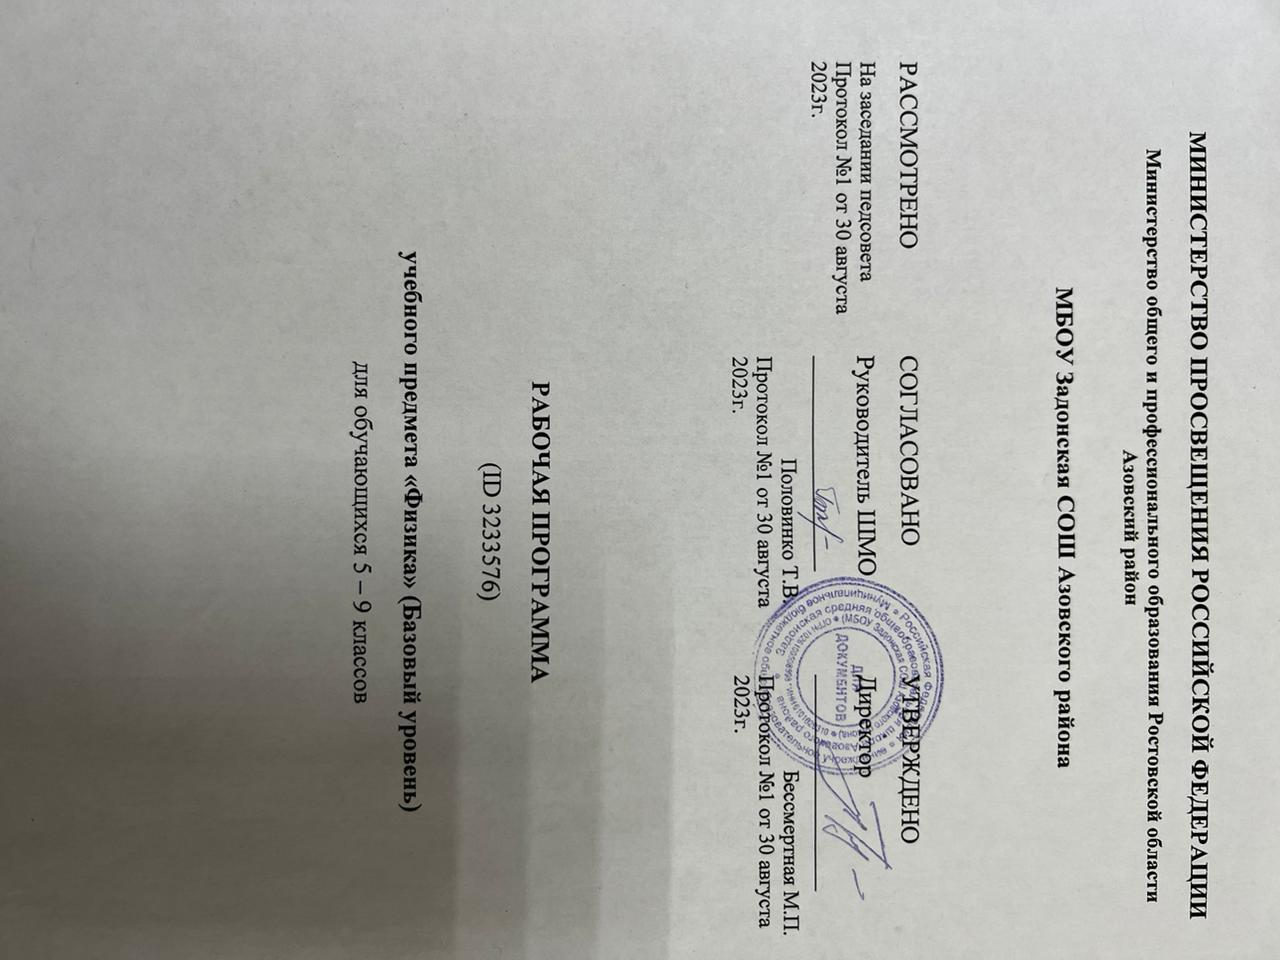 МИНИСТЕРСТВО ПРОСВЕЩЕНИЯ РОССИЙСКОЙ ФЕДЕРАЦИИ
Министерство общего и профессионального образования Ростовской области
Азовский район
МБОУ Задонская СОШ Азовского района
РАССМОТРЕНО
На заседании педсовета
Протокол №1 от 30 августа
2023г.
СОГЛАСОВАНО
Руководитель ШМО
Половинко Т.В.
Протокол №1 от 30 августа
2023г.
УТВЕРЖДЕНО
Директор
Бессмертная М.П.
Протокол №1 от 30 августа
2023г.
ДЛЯ
ДОКУМЕНТОВ
РАБОЧАЯ ПРОГРАММА
(ID 3233576)
учебного предмета «Физика» (Базовый уровень)
для обучающихся 5 – 9 классов